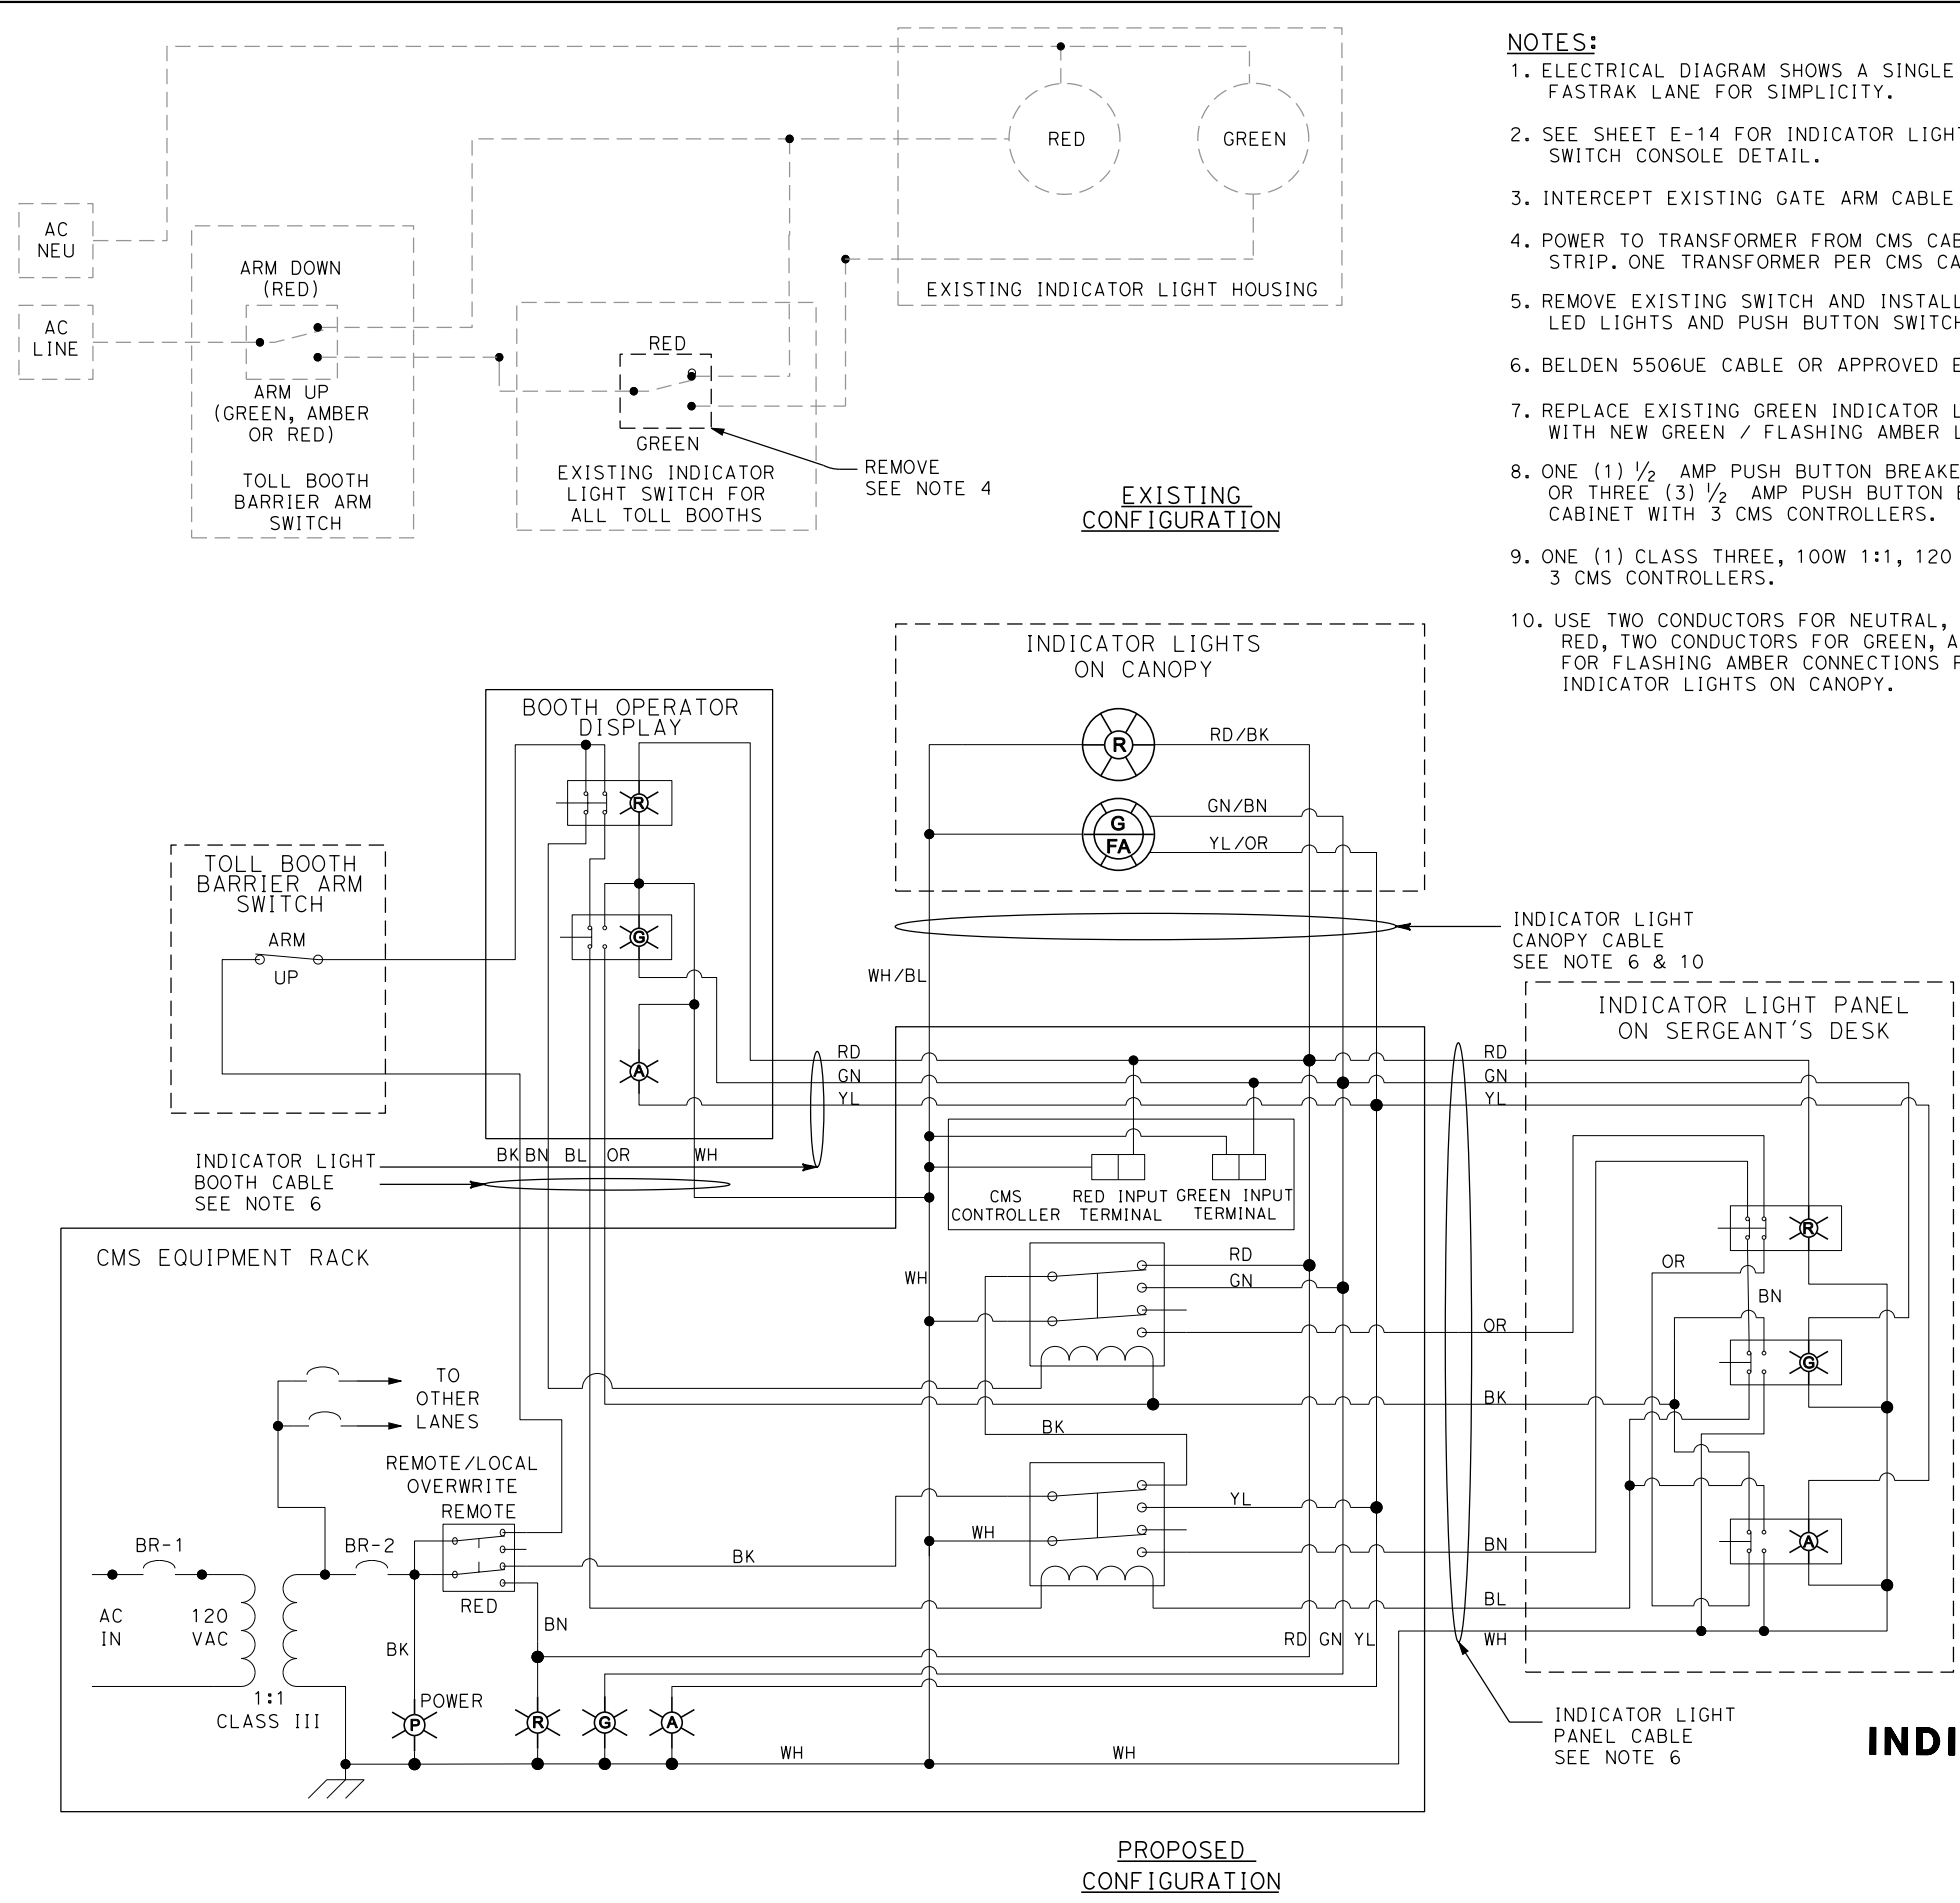 AC
NEU
AC
LINE
ARM DOWN
(RED)
ARM UP
(GREEN, AMBER
OR RED)
TOLL BOOTH
BARRIER ARM
SWITCH
RED
GREEN
EXISTING INDICATOR
LIGHT SWITCH FOR
ALL TOLL BOOTHS
REMOVE
SEE NOTE 4
RED
GREEN
EXISTING INDICATOR LIGHT HOUSING
EXISTING
CONFIGURATION
NOTES:
1. ELECTRICAL DIAGRAM SHOWS A SINGLE
FASTRAK LANE FOR SIMPLICITY.
2. SEE SHEET E-14 FOR INDICATOR LIGHT
SWITCH CONSOLE DETAIL.
3. INTERCEPT EXISTING GATE ARM CABLE
4. POWER TO TRANSFORMER FROM CMS
STRIP. ONE TRANSFORMER PER CMS
5. REMOVE EXISTING SWITCH AND INSTALL
LED LIGHTS AND PUSH BUTTON
6. BELDEN 5506UE CABLE OR APPROVED
7. REPLACE EXISTING GREEN INDICATOR
WITH NEW GREEN / FLASHING AMBER
8. ONE (1) 1/2 AMP PUSH BUTTON
OR THREE (3) 1/2 AMP PUSH BUTTON
CABINET WITH 3 CMS CONTROLLERS.
9. ONE (1) CLASS THREE, 100W 1:1, 120
3 CMS CONTROLLERS.
10. USE TWO CONDUCTORS FOR NEUTRAL,
RED, TWO CONDUCTORS FOR GREEN,
FOR FLASHING AMBER CONNECTIONS
INDICATOR LIGHTS ON CANOPY.
INDICATOR LIGHTS
ON CANOPY
R
RD/BK
G
FA
GN/BN
YL/OR
BOOTH OPERATOR
DISPLAY
R
G
A
TOLL BOOTH
BARRIER ARM
SWITCH
ARM
UP
INDICATOR LIGHT
CANOPY CABLE
SEE NOTE 6 & 10
WH/BL
RD
GN
YL
BK BN BL OR WH
INDICATOR LIGHT
BOOTH CABLE
SEE NOTE 6
CMS
CONTROLLER
RED INPUT
TERMINAL
GREEN INPUT
TERMINAL
CMS EQUIPMENT RACK
WH
RD
GN
BK
YL
WH
TO
OTHER
LANES
REMOTE/LOCAL
OVERWRITE
REMOTE
RED
BR-1
BR-2
AC
IN
120
VAC
1:1
CLASS III
BK
BN
BK
POWER
P
R
G
A
WH
WH
RD GN YL
INDICATOR LIGHT PANEL
ON SERGEANT'S DESK
RD
GN
YL
OR
BK
BN
BL
WH
OR
BN
R
G
A
INDICATOR LIGHT
PANEL CABLE
SEE NOTE 6
PROPOSED
CONFIGURATION